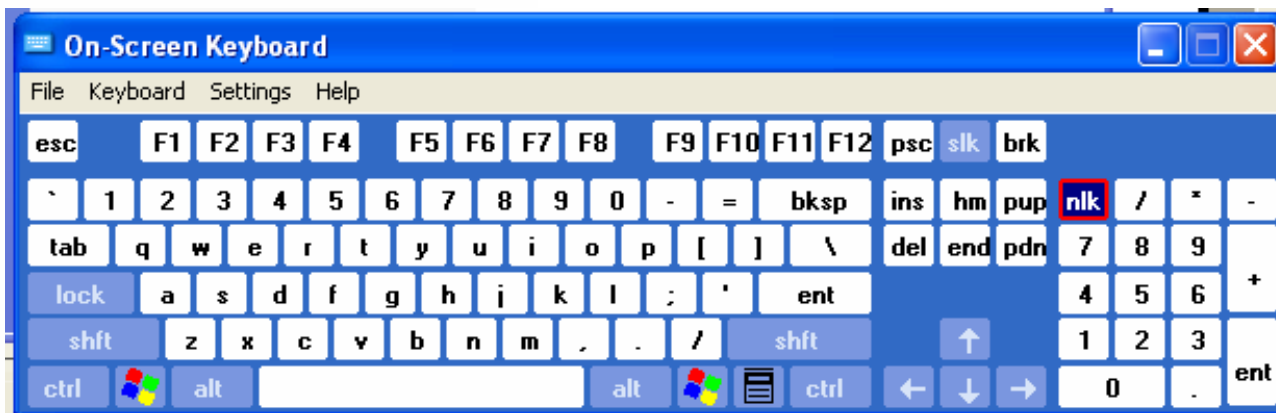 On-Screen Keyboard
File Keyboard Settings Help
esc F1 F2 F3 F4 F5 F6 F7 F8 F9 F10 F11 F12 psc slk brk
` 1 2 3 4 5 6 7 8 9 0 - = bksp ins hm pup nlk / * -
tab q w e r t y u i o p [ ] \ del end pdn 7 8 9 +
lock a s d f g h j k l ; ' ent 4 5 6
shft z x c v b n m , . / shft ↑ 1 2 3 ent
ctrl alt alt ctrl ← ↓ → 0 .